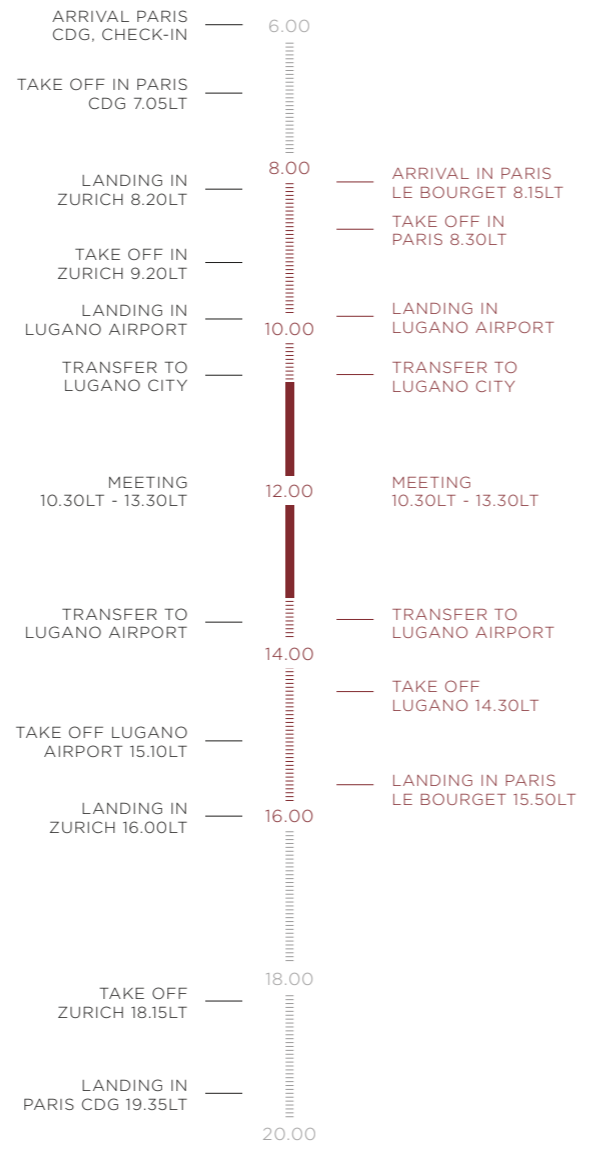 ARRIVAL PARIS
CDG, CHECK-IN
6.00
TAKE OFF IN PARIS
CDG 7.05LT
8.00
ARRIVAL IN PARIS
LE BOURGET 8.15LT
LANDING IN
ZURICH 8.20LT
TAKE OFF IN
PARIS 8.30LT
TAKE OFF IN
ZURICH 9.20LT
LANDING IN
LUGANO AIRPORT
LANDING IN
LUGANO AIRPORT
10.00
TRANSFER TO
LUGANO CITY
TRANSFER TO
LUGANO CITY
MEETING
10.30LT - 13.30LT
12.00
MEETING
10.30LT - 13.30LT
TRANSFER TO
LUGANO AIRPORT
TRANSFER TO
LUGANO AIRPORT
14.00
TAKE OFF
LUGANO 14.30LT
TAKE OFF LUGANO
AIRPORT 15.10LT
LANDING IN PARIS
LE BOURGET 15.50LT
LANDING IN
ZURICH 16.00LT
16.00
18.00
TAKE OFF
ZURICH 18.15LT
LANDING IN
PARIS CDG 19.35LT
20.00